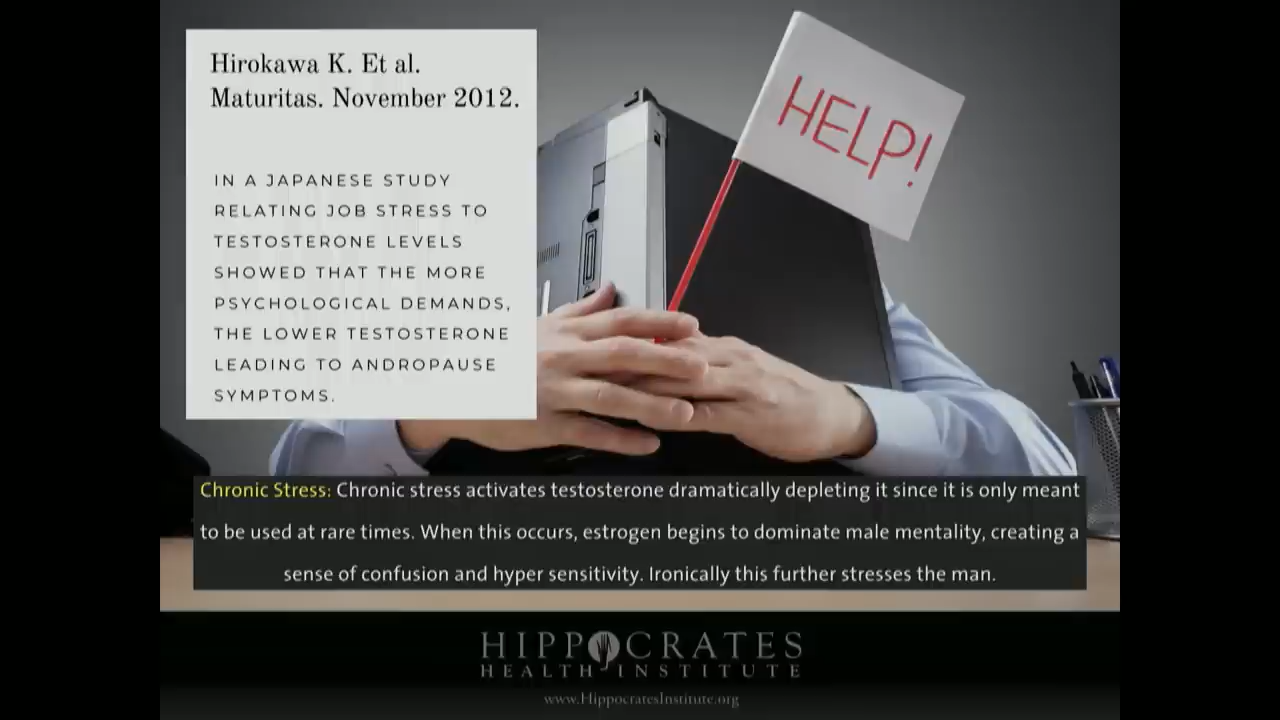 Hirokawa K. Et al.
Maturitas. November 2012.
IN A JAPANESE STUDY
RELATING JOB STRESS TO
TESTOSTERONE LEVELS
SHOWED THAT THE MORE
PSYCHOLOGICAL DEMANDS,
THE LOWER TESTOSTERONE
LEADING TO ANDROPAUSE
SYMPTOMS.
HELP!
Chronic Stress: Chronic stress activates testosterone dramatically depleting it since it is only meant
to be used at rare times. When this occurs, estrogen begins to dominate male mentality, creating a
sense of confusion and hyper sensitivity. Ironically this further stresses the man.
HIPPOCRATES
HEALTH INSTITUTE
www.HippocratesInstitute.org